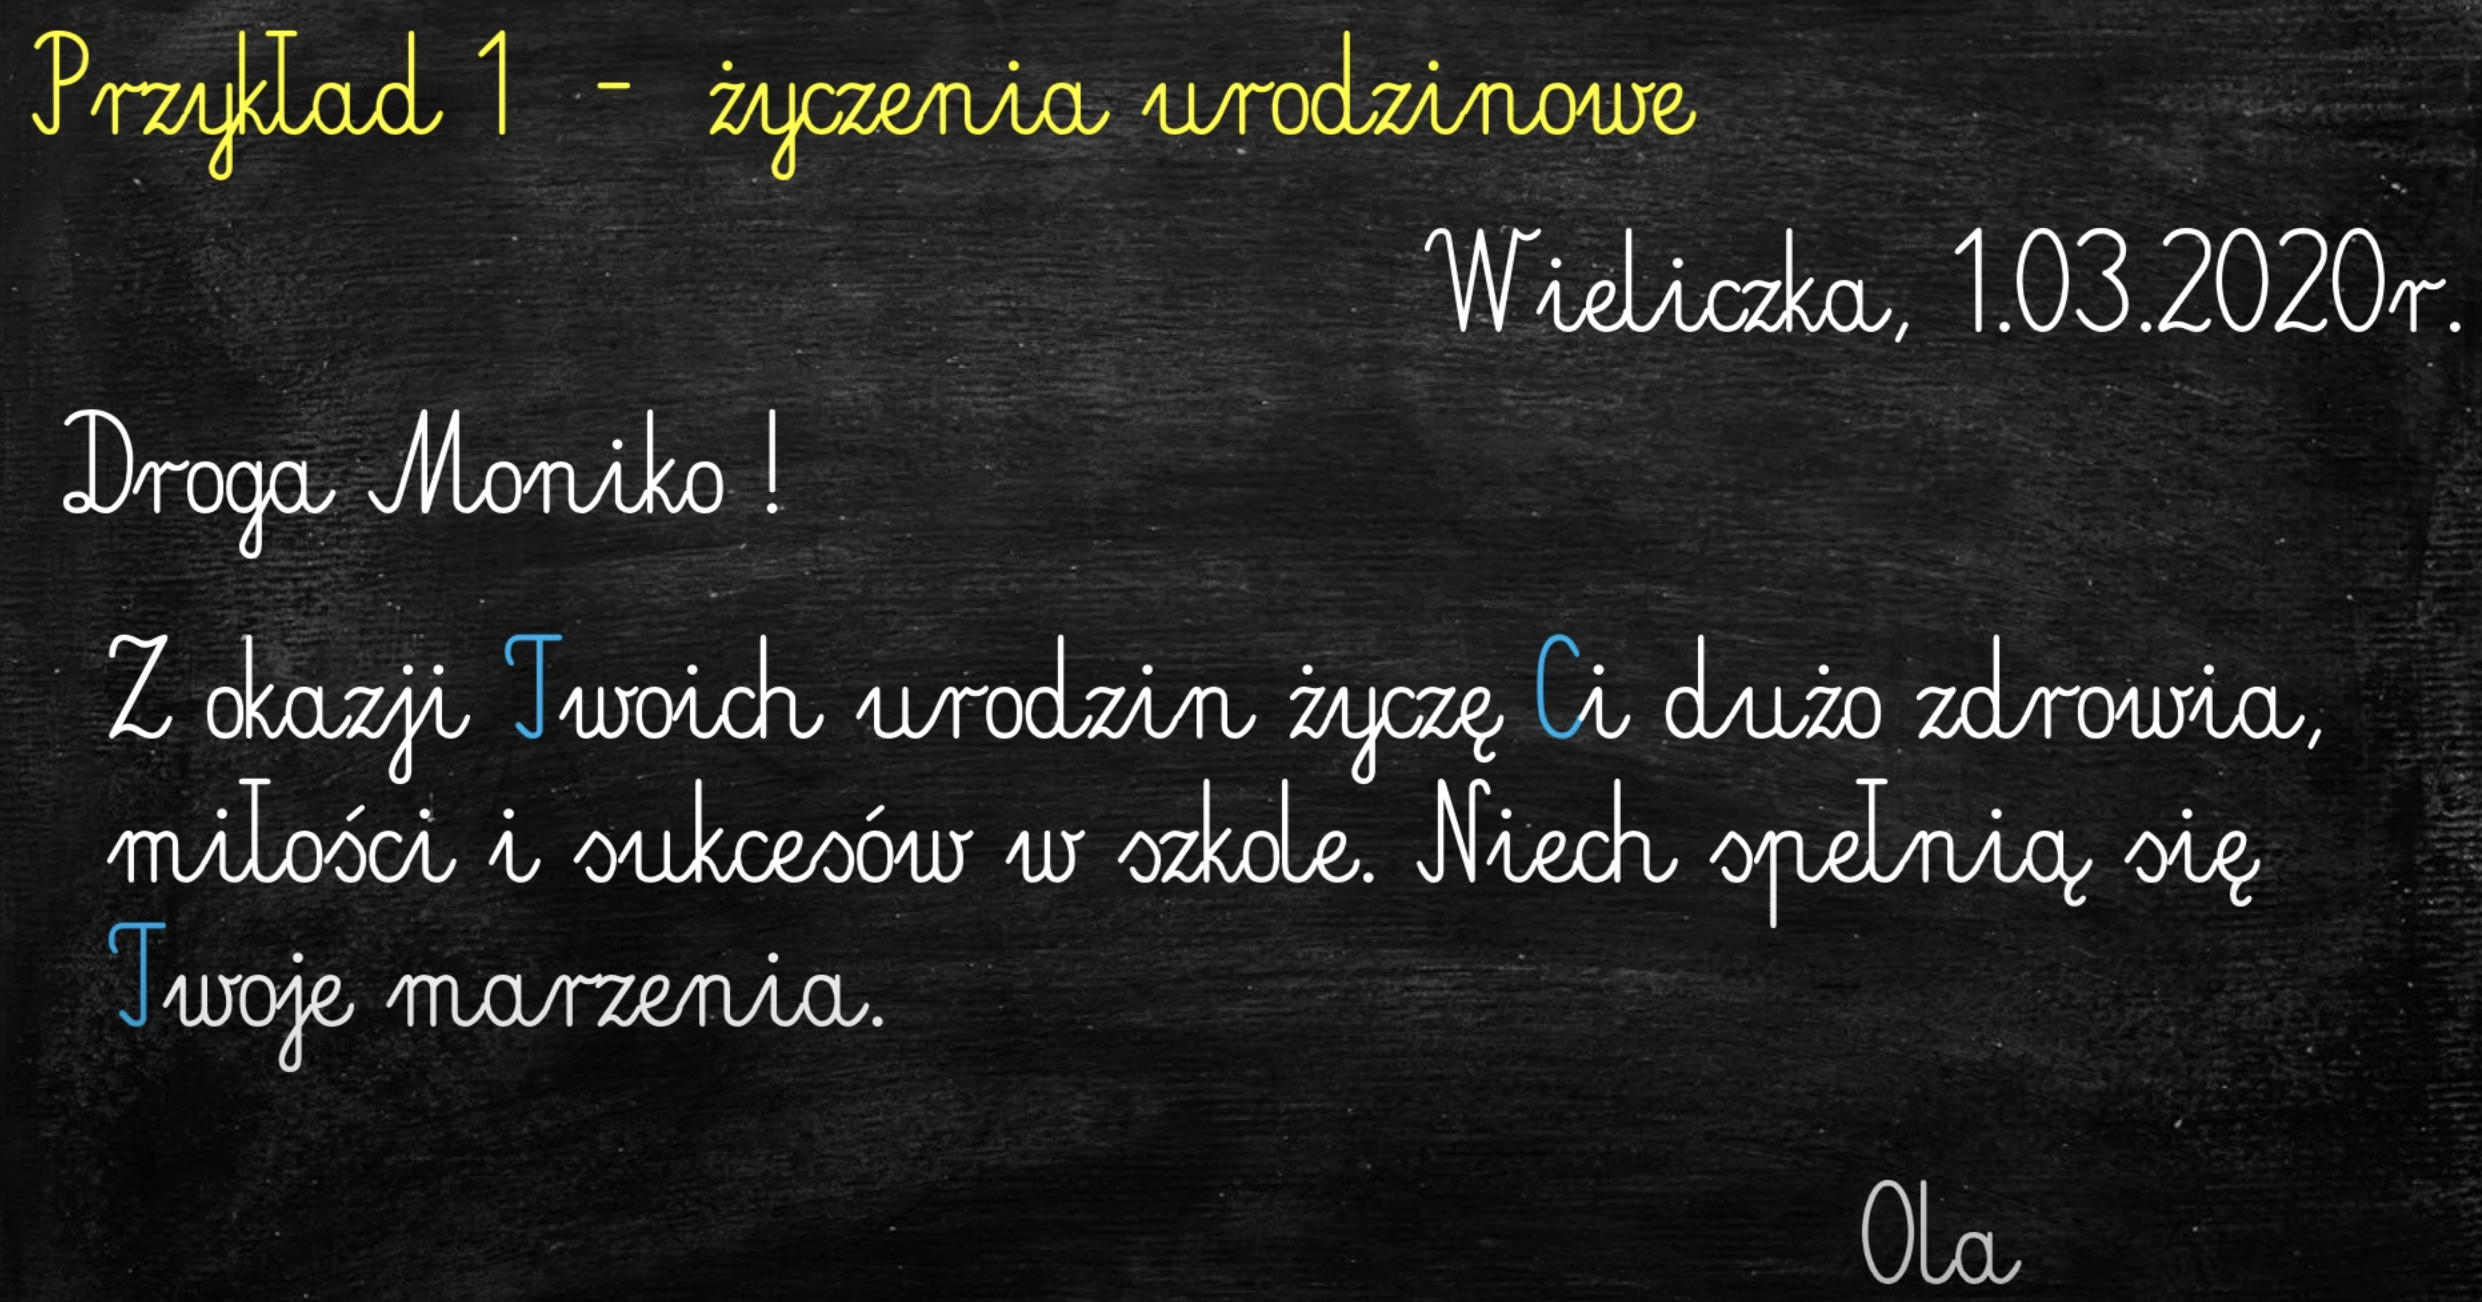 Przykład 1 - życzenia urodzinowe
Wieliczka, 1.03.2020r.
Droga Moniko !
Z okazji Twoich urodzin życzę Ci dużo zdrowia,
miłości i sukcesów w szkole. Niech spełnią się
Twoje marzenia.
Ola